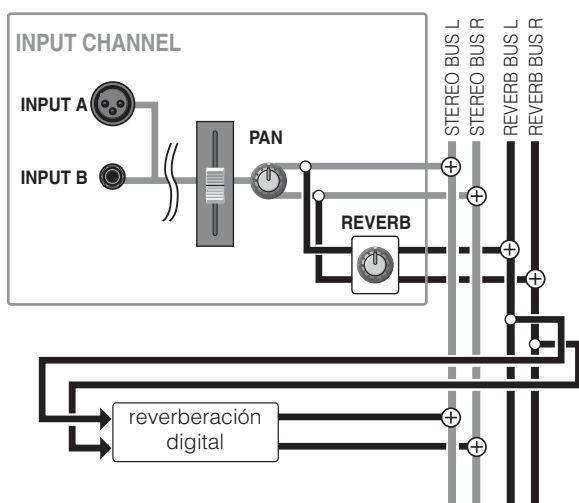 INPUT CHANNEL
INPUT A
INPUT B
PAN
REVERB
STEREO BUS L
STEREO BUS R
REVERB BUS L
REVERB BUS R
reverberación
digital